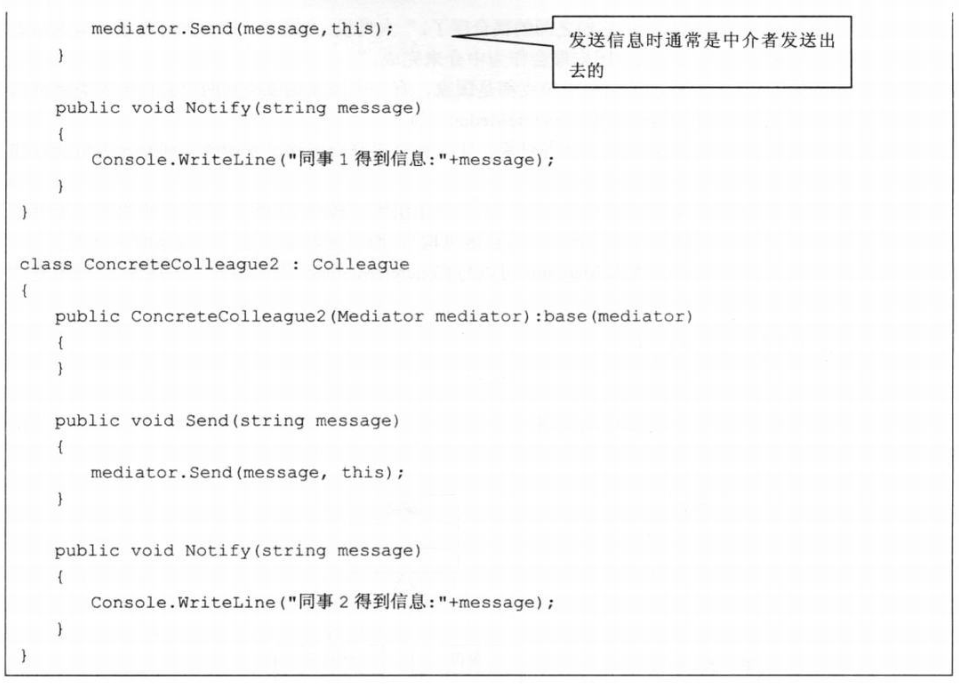 mediator.Send(message,this);
发送信息时通常是中介者发送出
去的
}
public void Notify(string message)
{
Console.WriteLine("同事 1 得到信息:"+message);
}
}
class ConcreteColleague2 : Colleague
{
public ConcreteColleague2(Mediator mediator):base(mediator)
{
}
public void Send(string message)
{
mediator.Send(message, this);
}
public void Notify(string message)
{
Console.WriteLine("同事 2 得到信息:"+message);
}
}